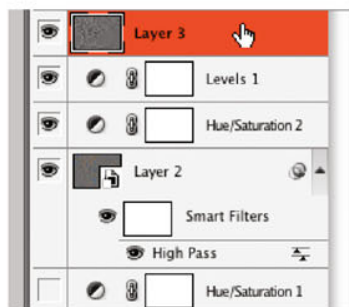 Layer 3
Levels 1
Hue/Saturation 2
Layer 2
Smart Filters
High Pass
Hue/Saturation 1